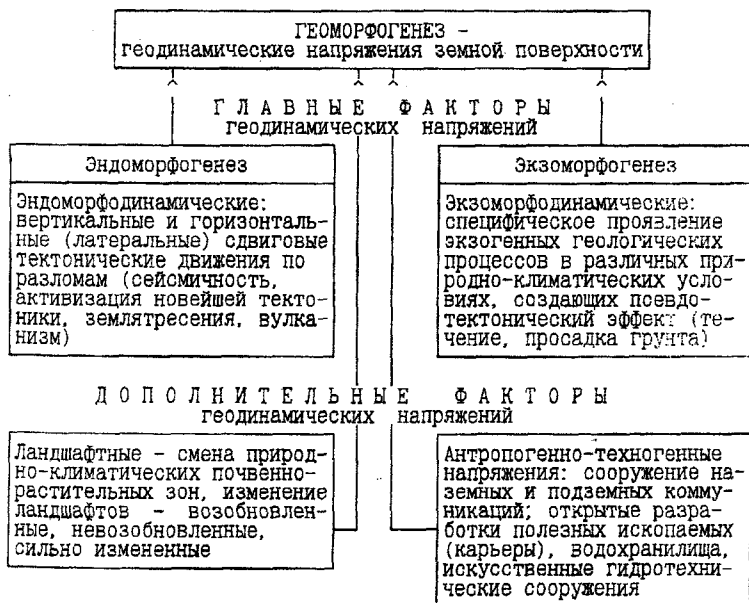 ГЕОМОРФОГЕНЕЗ -
геодинамические напряжения земной поверхности
ГЛАВНЫЕ ФАКТОРЫ
геодинамических напряжений
Эндоморфогенез
Эндоморфодинамические:
вертикальные и горизонталь-
ные (латеральные) сдвиговые
тектонические движения по
разломам (сейсмичность,
активизация новейшей текто-
ники, землятресения, вулка-
низм)
Экзоморфогенез
Экзоморфодинамические:
специфическое проявление
экзогенных геологических
процессов в различных при-
родно-климатических усло-
виях, создающих псевдо-
тектонический эффект (те-
чение, просадка грунта)
ДОПОЛНИТЕЛЬНЫЕ ФАКТОРЫ
геодинамических напряжений
Ландшафтные - смена природ-
но-климатических почвенно-
растительных зон, изменение
ландшафтов - возобновлен-
ные, невозобновленные,
сильно измененные
Антропогенно-техногенные
напряжения: сооружение на-
земных и подземных комму-
никаций; открытые разра-
ботки полезных ископаемых
(карьеры), водохранилища,
искусственные гидротехни-
ческие сооружения